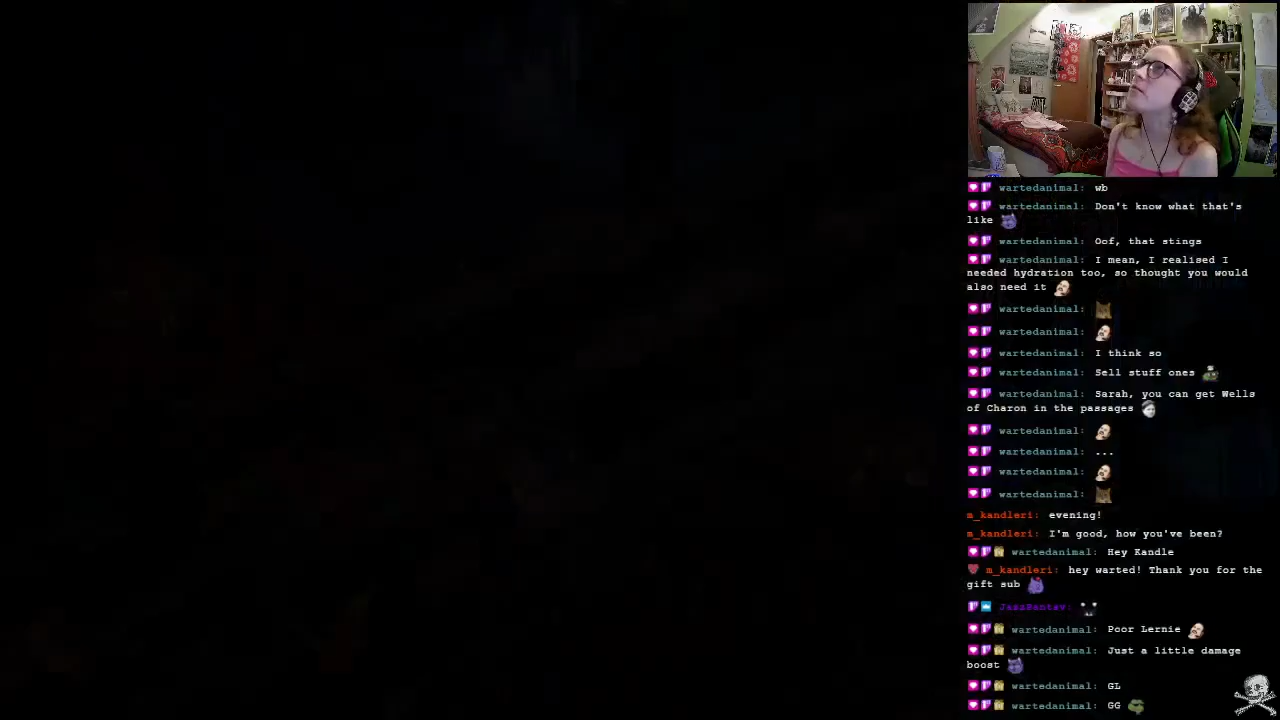 wartedanimal: wb
wartedanimal: Don't know what that's
like
wartedanimal: Oof, that stings
wartedanimal: I mean, I realised I
needed hydration too, so thought you would
also need it
wartedanimal:
wartedanimal:
wartedanimal: I think so
wartedanimal: Sell stuff ones
wartedanimal: Sarah, you can get Wells
of Charon in the passages
wartedanimal:
wartedanimal: ...
wartedanimal:
wartedanimal:
m_kandleri: evening!
m_kandleri: I'm good, how you've been?
wartedanimal: Hey Kandle
m_kandleri: hey warted! Thank you for the
gift sub
wartedanimal: Poor Lernie
wartedanimal: Just a little damage
boost
wartedanimal: GL
wartedanimal: GG